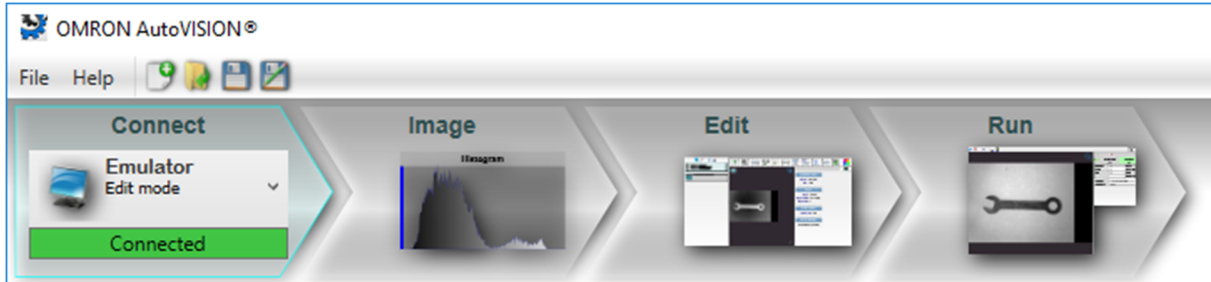 OMRON AutoVISION®
File Help
Connect
Image
Edit
Run
Emulator
Edit mode
Connected
Histogram